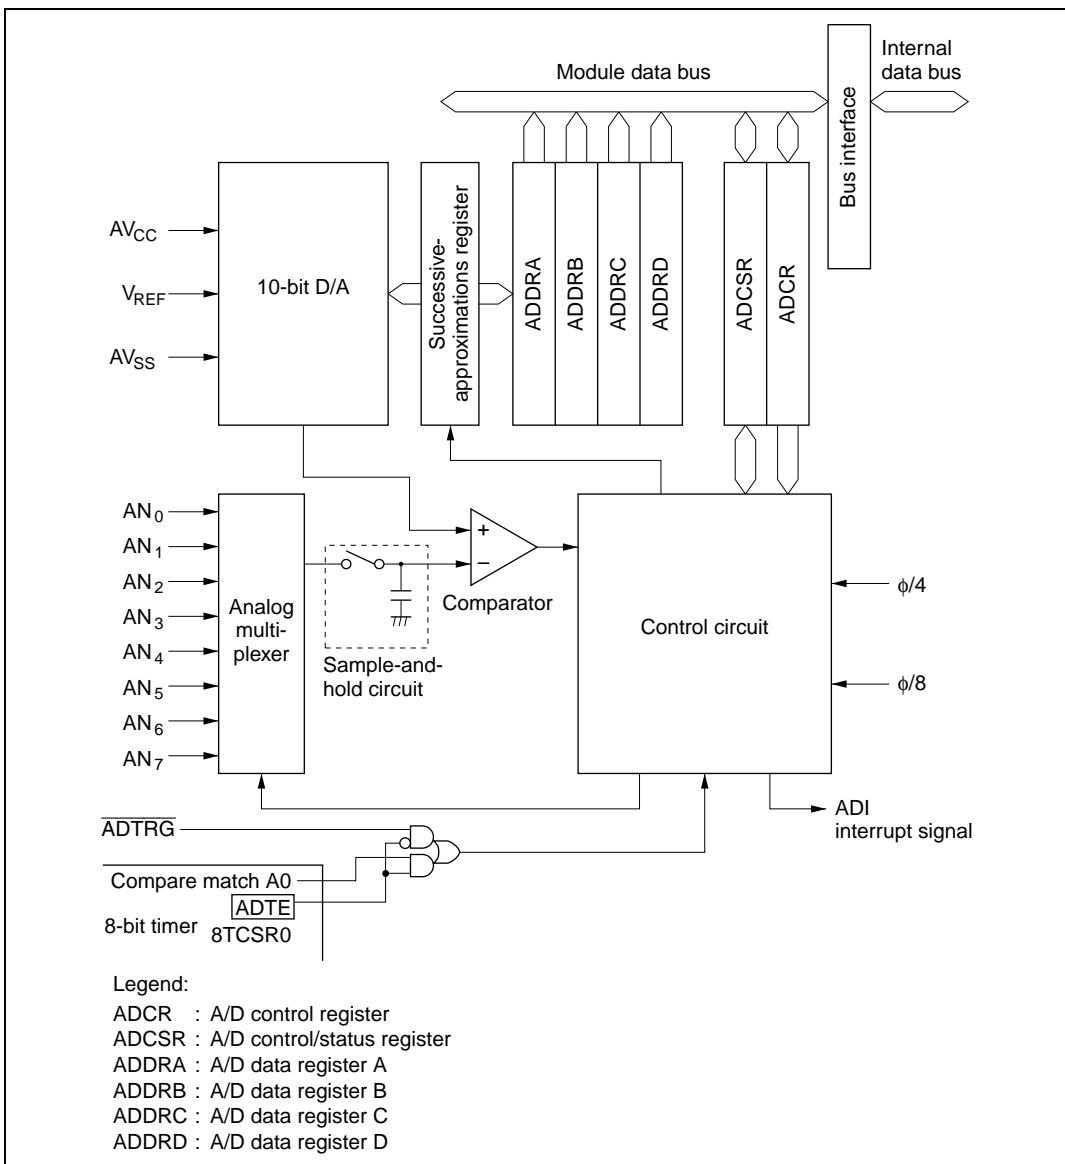 Internal
data bus
Module data bus
Bus interface
AVCC
VREF
AVSS
10-bit D/A
Successive-
approximations register
ADDRA
ADDRB
ADDRC
ADDRD
ADCSR
ADCR
AN0
AN1
AN2
AN3
AN4
AN5
AN6
AN7
Analog
multi-
plexer
Sample-and-
hold circuit
+
−
Comparator
Control circuit
ϕ/4
ϕ/8
ADI
interrupt signal
ADTRG
Compare match A0
ADTE
8-bit timer
8TCSR0
Legend:
ADCR : A/D control register
ADCSR : A/D control/status register
ADDRA : A/D data register A
ADDRB : A/D data register B
ADDRC : A/D data register C
ADDRD : A/D data register D